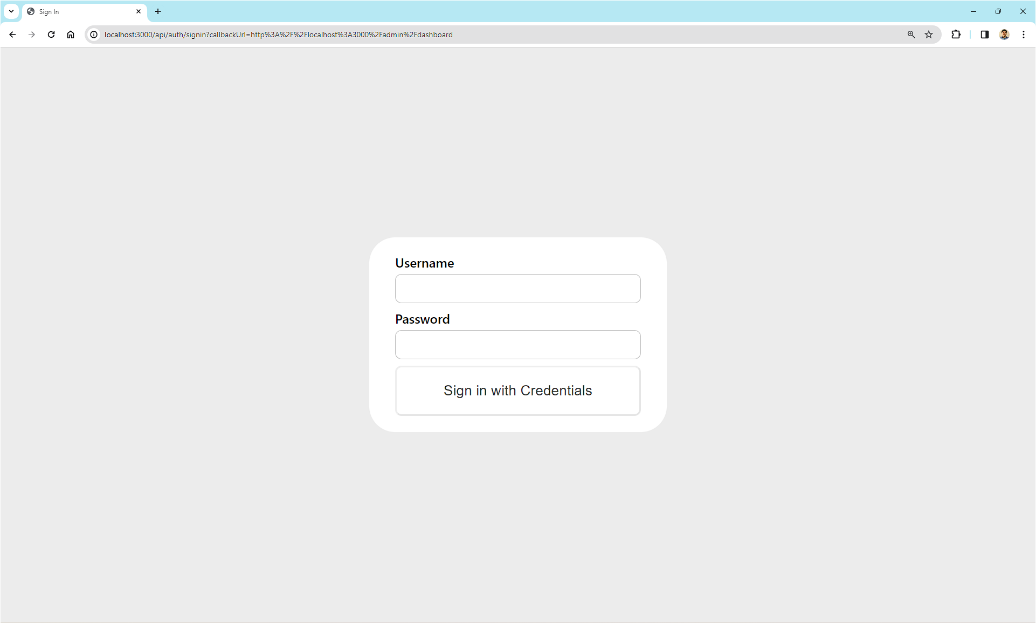 Sign In
localhost:3000/api/auth/signin?callbackUrl=http%3A%2F%2Flocalhost%3A3000%2Fadmin%2Fdashboard
Username
Password
Sign in with Credentials